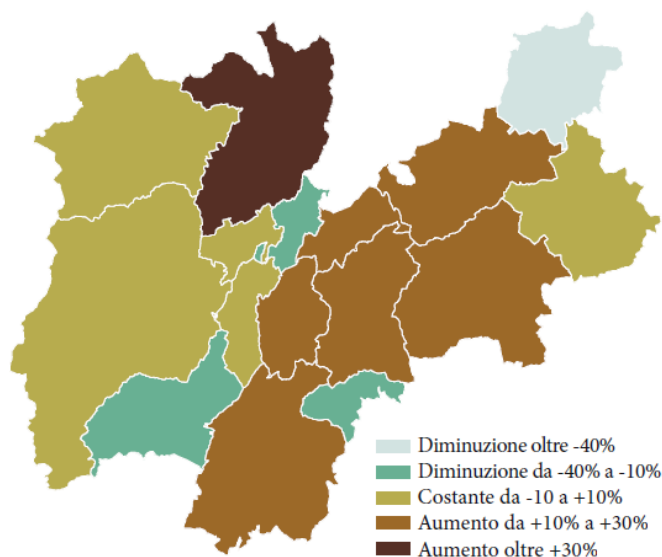 Diminuzione oltre -40%
Diminuzione da -40% a -10%
Costante da -10 a +10%
Aumento da +10% a +30%
Aumento oltre +30%